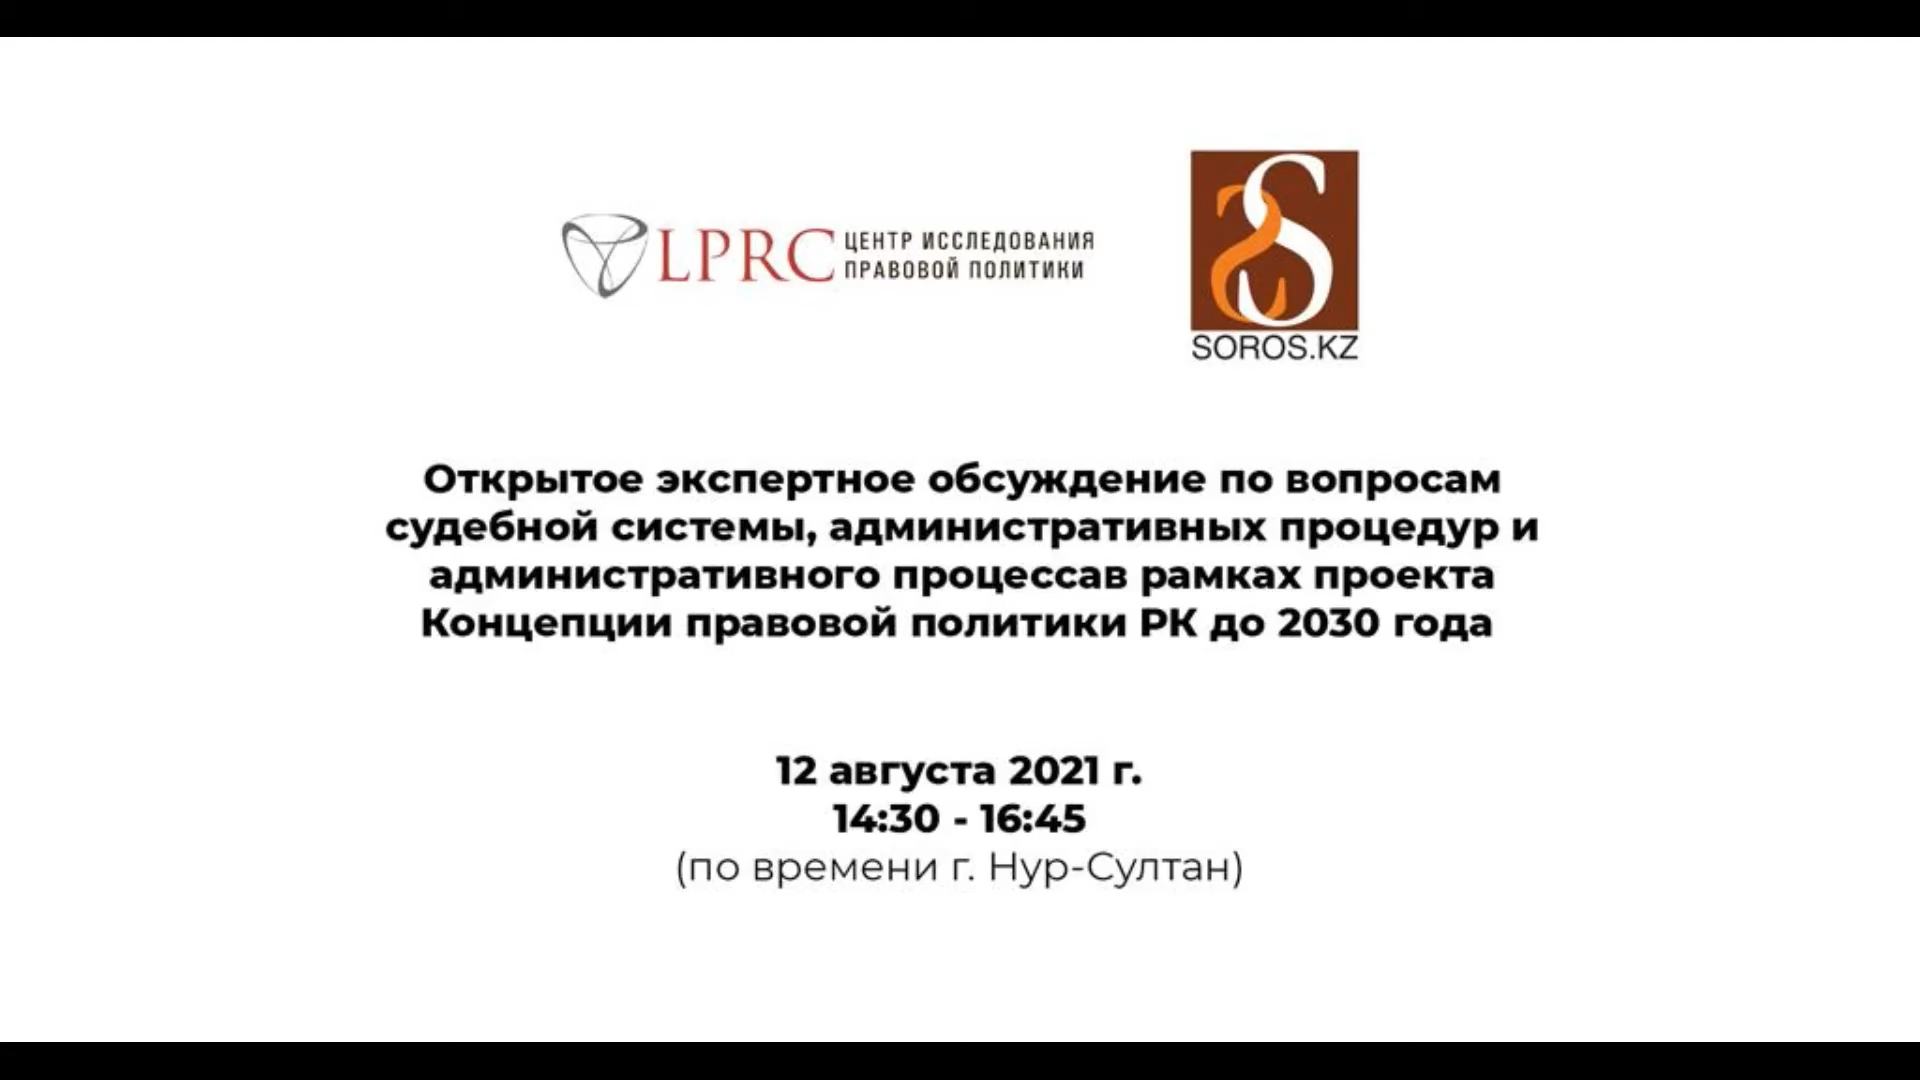 LPRC ЦЕНТР ИССЛЕДОВАНИЯ
ПРАВОВОЙ ПОЛИТИКИ
SOROS.KZ
Открытое экспертное обсуждение по вопросам
судебной системы, административных процедур и
административного процессав рамках проекта
Концепции правовой политики РК до 2030 года
12 августа 2021 г.
14:30 - 16:45
(по времени г. Нур-Султан)